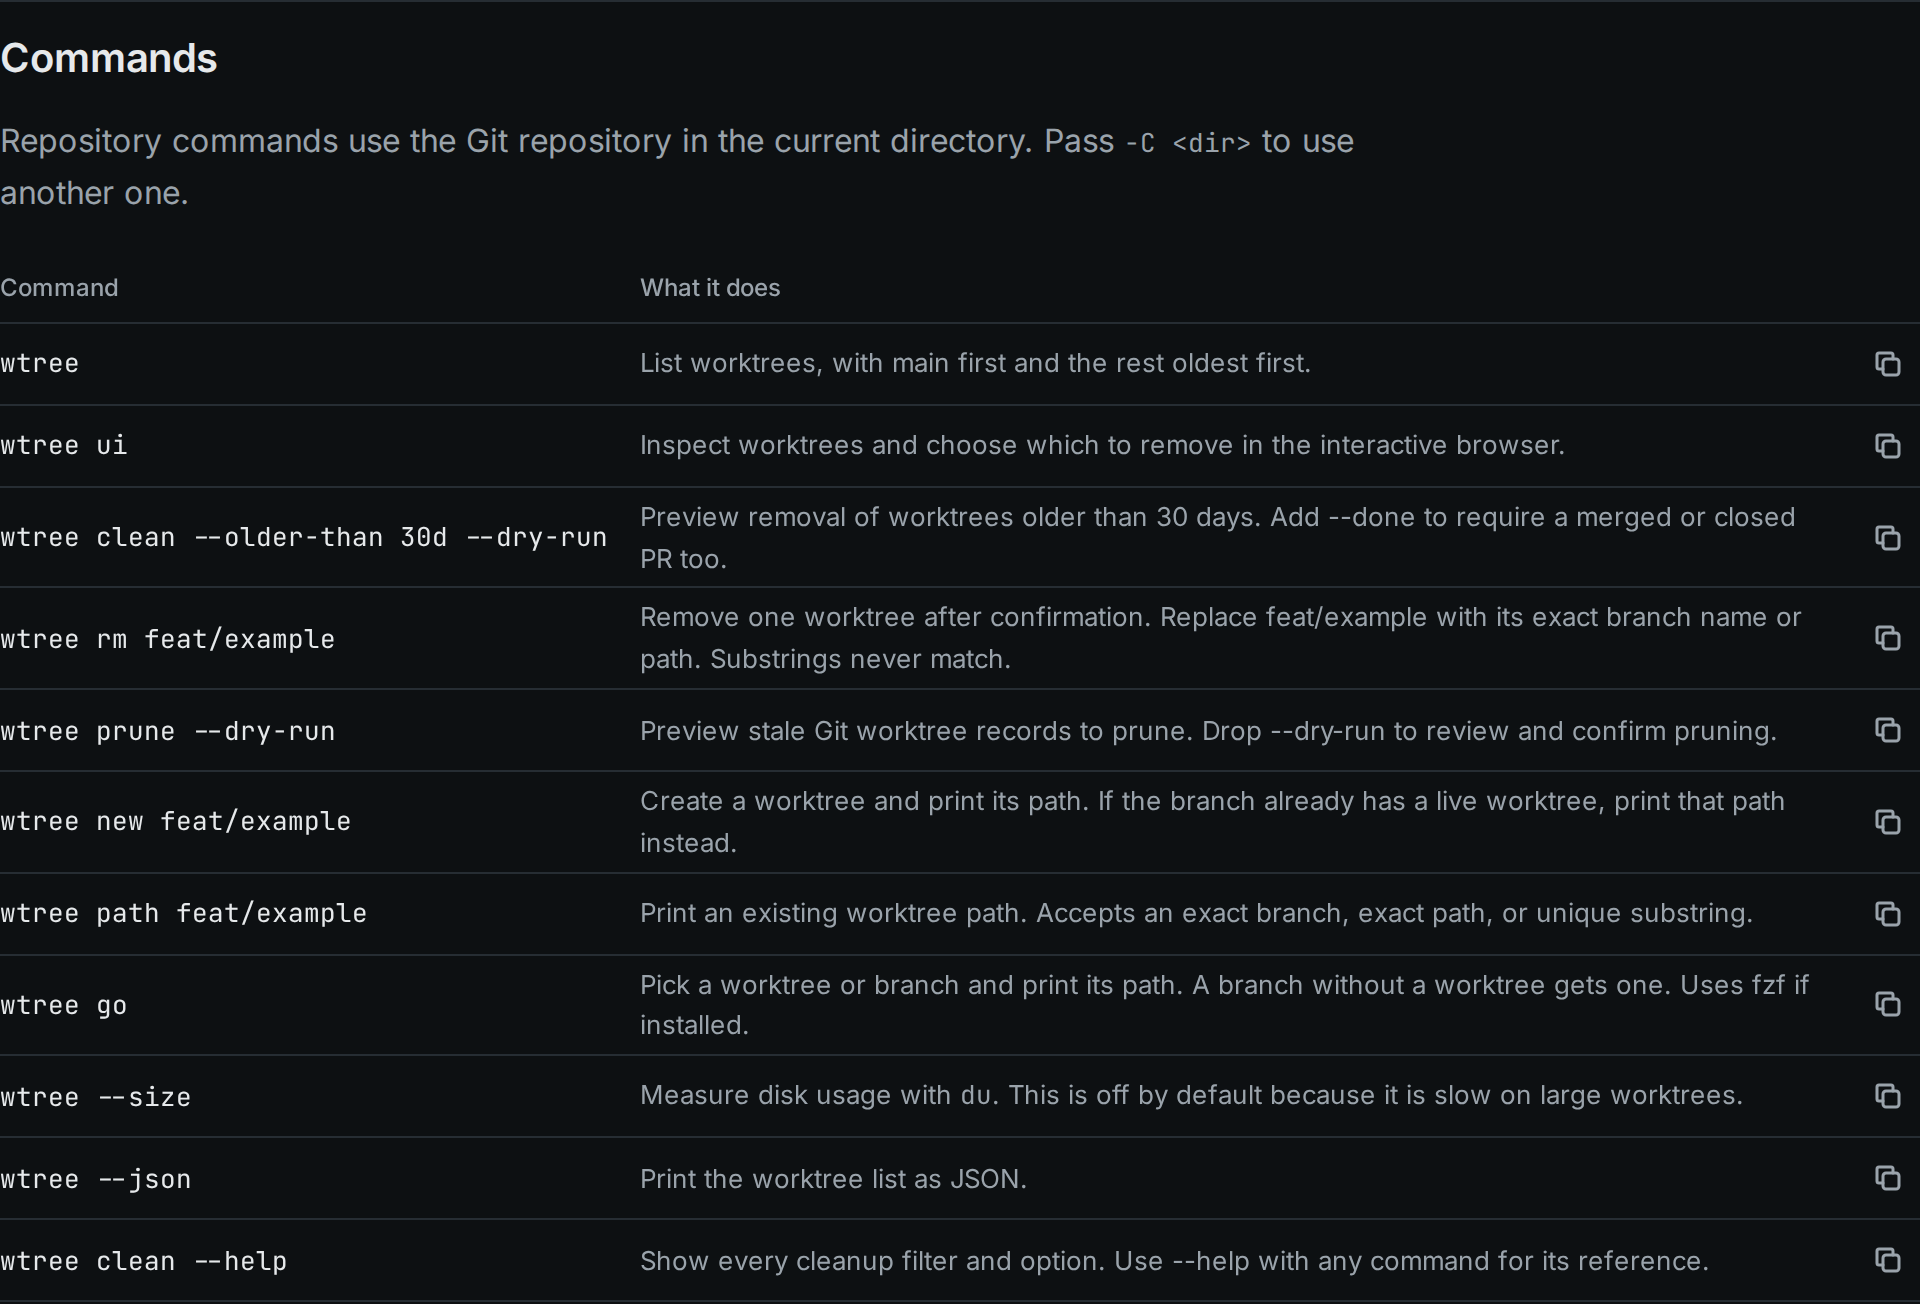 Commands
Repository commands use the Git repository in the current directory. Pass -C <dir> to use
another one.
Command What it does
wtree List worktrees, with main first and the rest oldest first.
wtree ui Inspect worktrees and choose which to remove in the interactive browser.
wtree clean --older-than 30d --dry-run Preview removal of worktrees older than 30 days. Add --done to require a merged or closed
PR too.
wtree rm feat/example Remove one worktree after confirmation. Replace feat/example with its exact branch name or
path. Substrings never match.
wtree prune --dry-run Preview stale Git worktree records to prune. Drop --dry-run to review and confirm pruning.
wtree new feat/example Create a worktree and print its path. If the branch already has a live worktree, print that path
instead.
wtree path feat/example Print an existing worktree path. Accepts an exact branch, exact path, or unique substring.
wtree go Pick a worktree or branch and print its path. A branch without a worktree gets one. Uses fzf if
installed.
wtree --size Measure disk usage with du. This is off by default because it is slow on large worktrees.
wtree --json Print the worktree list as JSON.
wtree clean --help Show every cleanup filter and option. Use --help with any command for its reference.